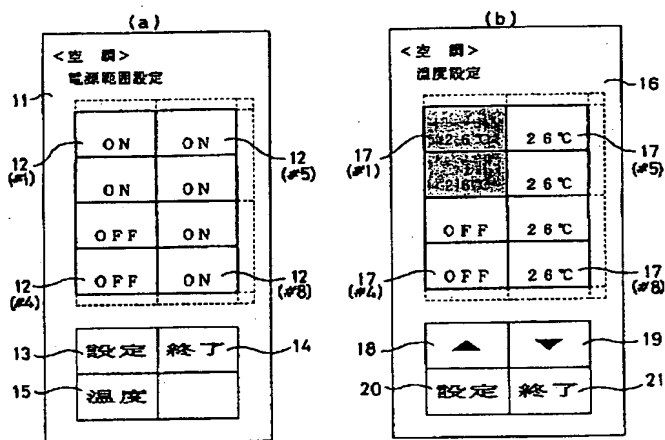 (a)
<空 調>
電源範囲設定
11
ON ON
12 (#1)
12 (#5)
ON ON
OFF ON
OFF ON
12 (#4)
12 (#8)
13 設定 終了 14
15 温度
(b)
<空 調>
温度設定
16
26℃ 26℃
17 (#1)
17 (#5)
26℃ 26℃
OFF 26℃
OFF 26℃
17 (#4)
17 (#8)
18 ▲ ▼ 19
20 設定 終了 21